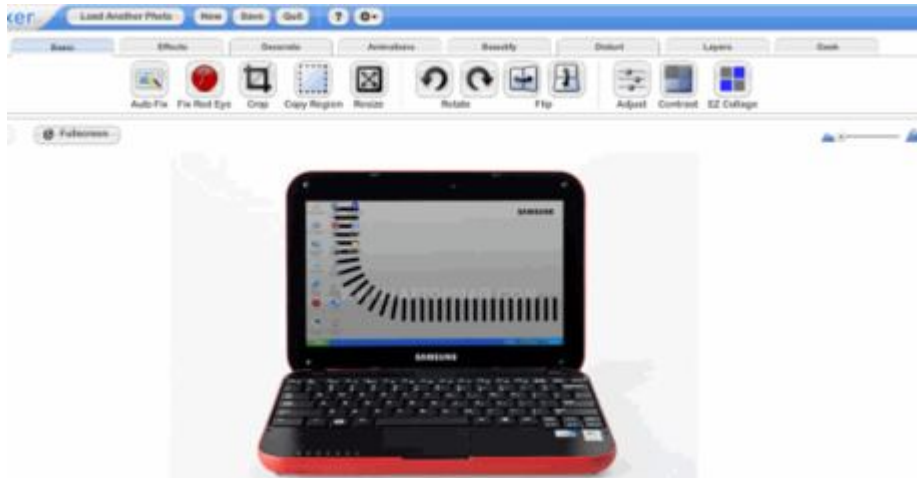 Load Another Photo New Save Quit ?
Basic Effects Decorate Animations Beautify Distort Layers Geek
Auto Fix Fix Red Eye Crop Copy Region Resize Rotate Flip Adjust Contrast EZ Collage
Fullscreen
SAMSUNG
SAMSUNG